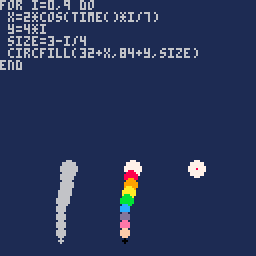 FOR I=0,9 DO
X=2*COS(TIME()*I/7)
Y=4*I
SIZE=3-I/4
CIRCFILL(32+X,84+Y,SIZE)
END